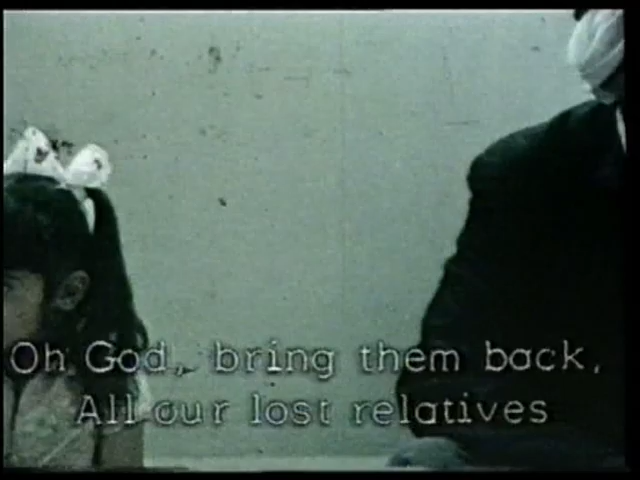 Oh God, bring them back,
All our lost relatives